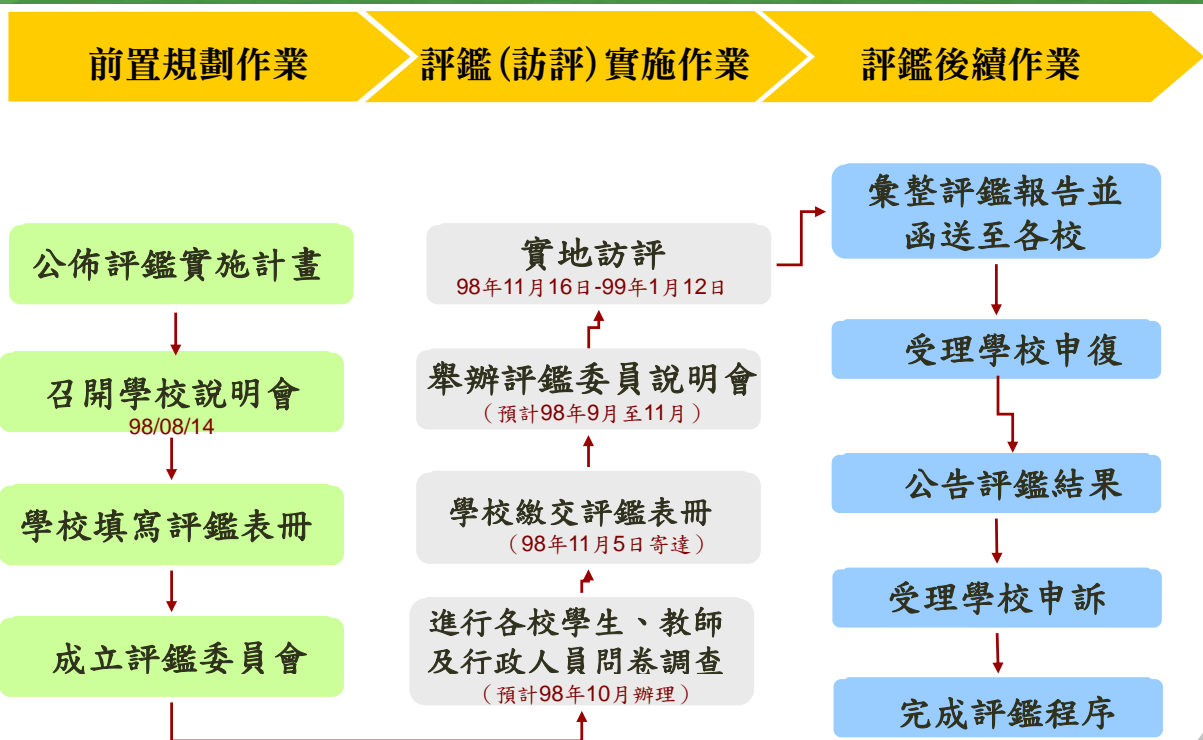 前置規劃作業
評鑑(訪評)實施作業
評鑑後續作業
公佈評鑑實施計畫
召開學校說明會
98/08/14
學校填寫評鑑表冊
成立評鑑委員會
實地訪評
98年11月16日-99年1月12日
舉辦評鑑委員說明會
（預計98年9月至11月）
學校繳交評鑑表冊
（98年11月5日寄達）
進行各校學生、教師
及行政人員問卷調查
（預計98年10月辦理）
彙整評鑑報告並
函送至各校
受理學校申復
公告評鑑結果
受理學校申訴
完成評鑑程序